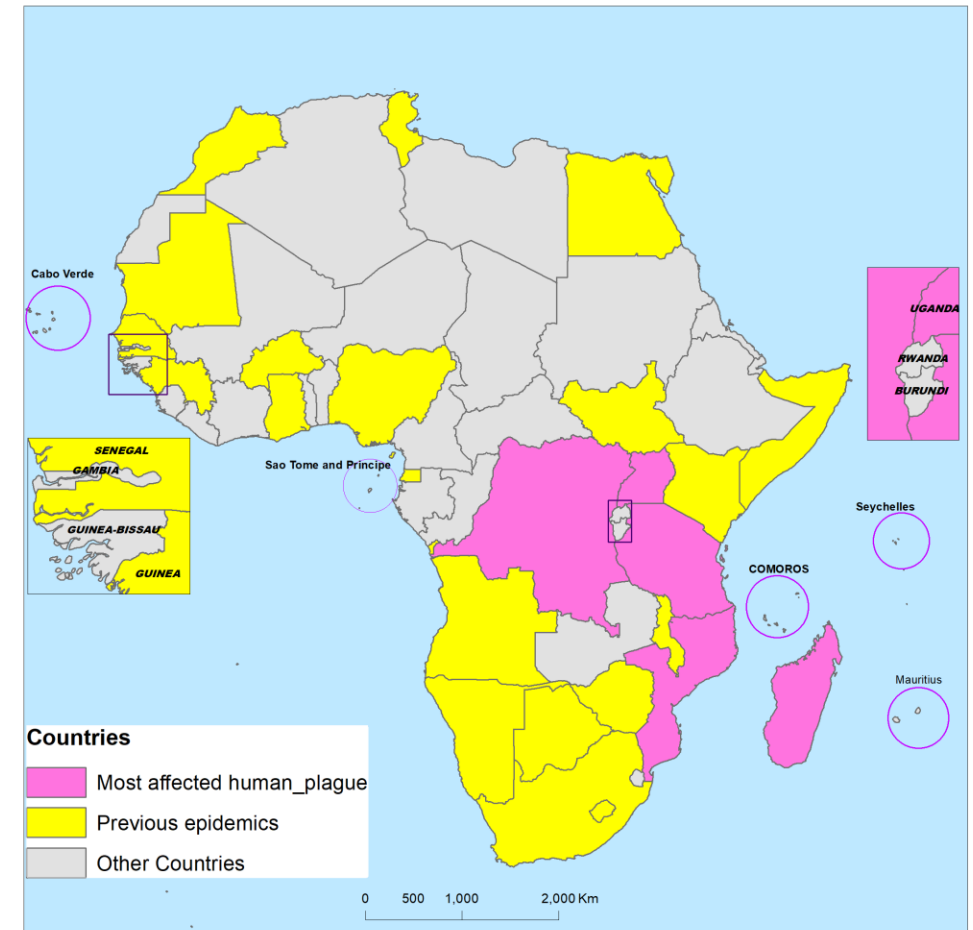 Cabo Verde
UGANDA
RWANDA
BURUNDI
SENEGAL
GAMBIA
GUINEA-BISSAU
GUINEA
Sao Tome and Principe
Seychelles
COMOROS
Mauritius
Countries
Most affected human_plague
Previous epidemics
Other Countries
0 500 1,000 2,000 Km